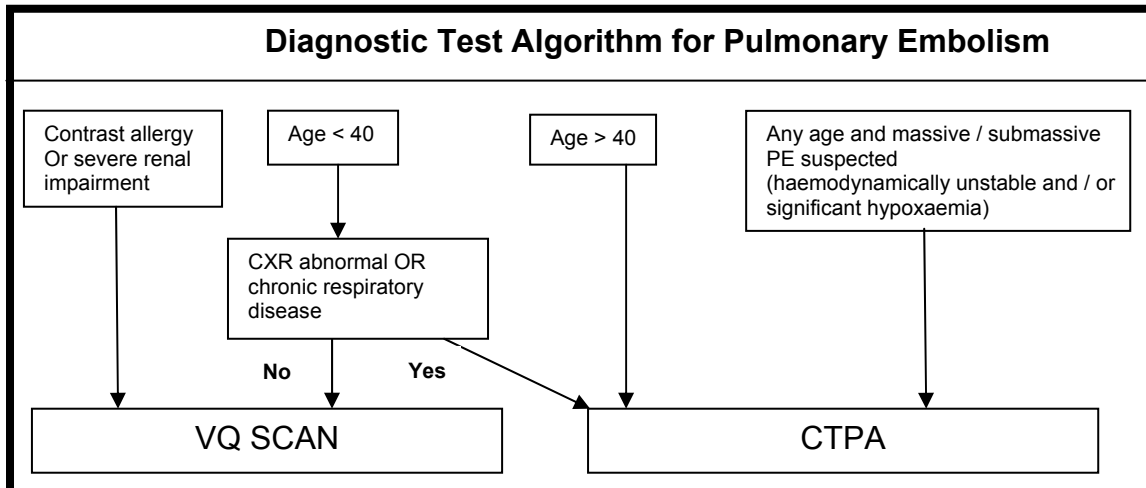 Diagnostic Test Algorithm for Pulmonary Embolism
Contrast allergy
Or severe renal
impairment
Age < 40
Age > 40
Any age and massive / submassive
PE suspected
(haemodynamically unstable and / or
significant hypoxaemia)
CXR abnormal OR
chronic respiratory
disease
No
Yes
VQ SCAN
CTPA